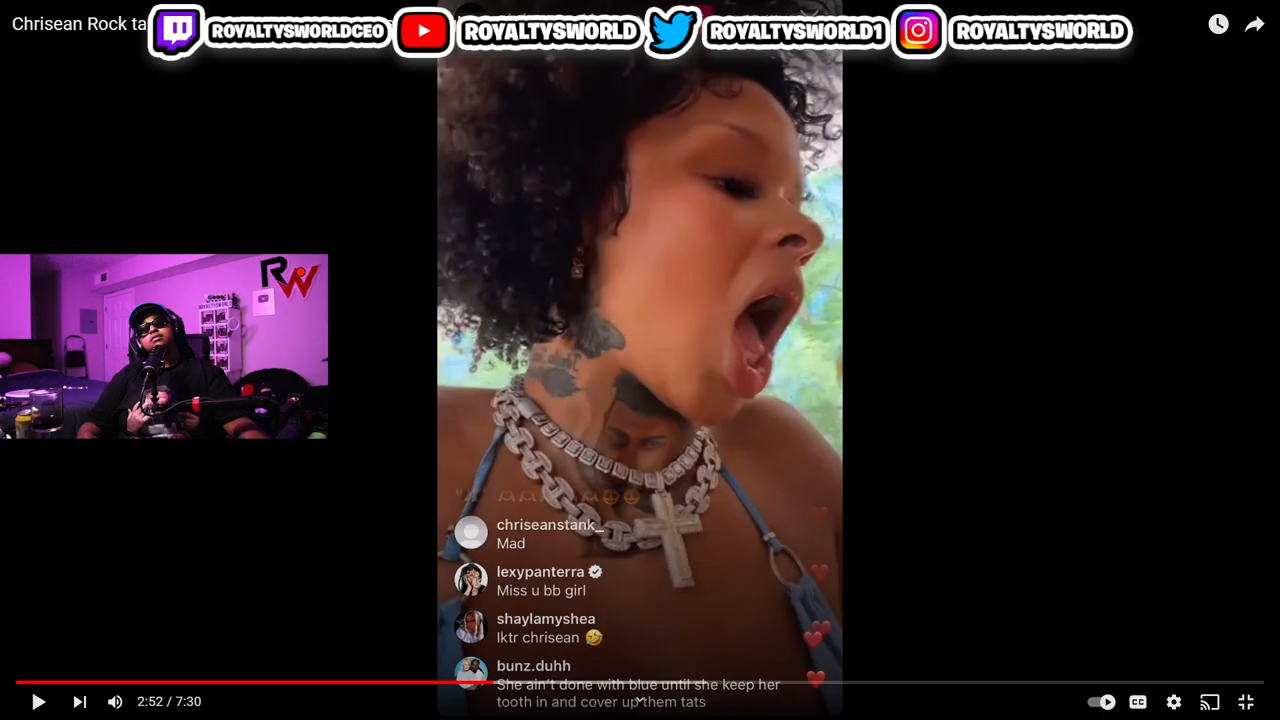 Chrisean Rock ta
ROYALTYSWORLDCEO
ROYALTYSWORLD
ROYALTYSWORLD1
ROYALTYSWORLD
RW
ROYALTYSWORLD
chriseanstank_
Mad
lexypanterra
Miss u bb girl
shaylamyshea
Iktr chrisean 🤣
bunz.duhh
She ain't done with blue until she keep her
tooth in and cover up them tats
2:52 / 7:30
CC